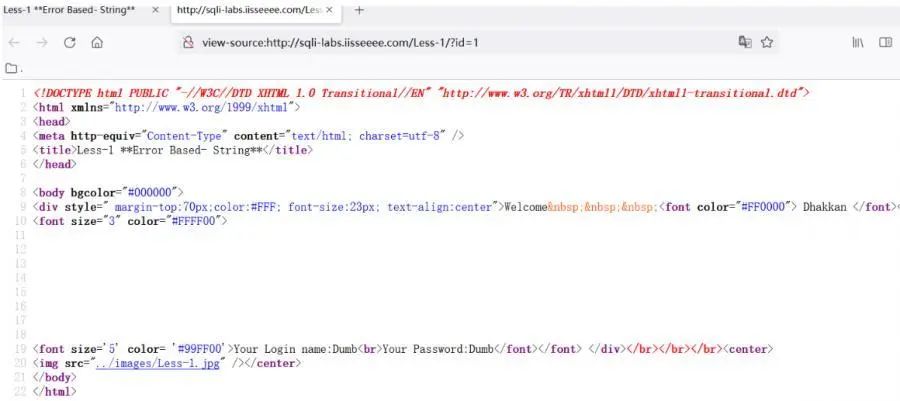 Less-1 **Error Based- String** × http://sqli-labs.iisseeee.com/Les × +
view-source:http://sqli-labs.iisseeee.com/Less-1/?id=1
1 <!DOCTYPE html PUBLIC "-//W3C//DTD XHTML 1.0 Transitional//EN" "http://www.w3.org/TR/xhtml1/DTD/xhtml1-transitional.dtd">
2 <html xmlns="http://www.w3.org/1999/xhtml">
3 <head>
4 <meta http-equiv="Content-Type" content="text/html; charset=utf-8" />
5 <title>Less-1 **Error Based- String**</title>
6 </head>
7
8 <body bgcolor="#000000">
9 <div style=" margin-top:70px;color:#FFF; font-size:23px; text-align:center">Welcome&nbsp;&nbsp;&nbsp;<font color="#FF0000"> Dhakkan </font><
10 <font size="3" color="#FFFF00">
11
12
13
14
15
16
17
18
19 <font size='5' color= '#99FF00'>Your Login name:Dumb<br>Your Password:Dumb</font></font> </div></br></br></br><center>
20 <img src="../images/Less-1.jpg" /></center>
21 </body>
22 </html>